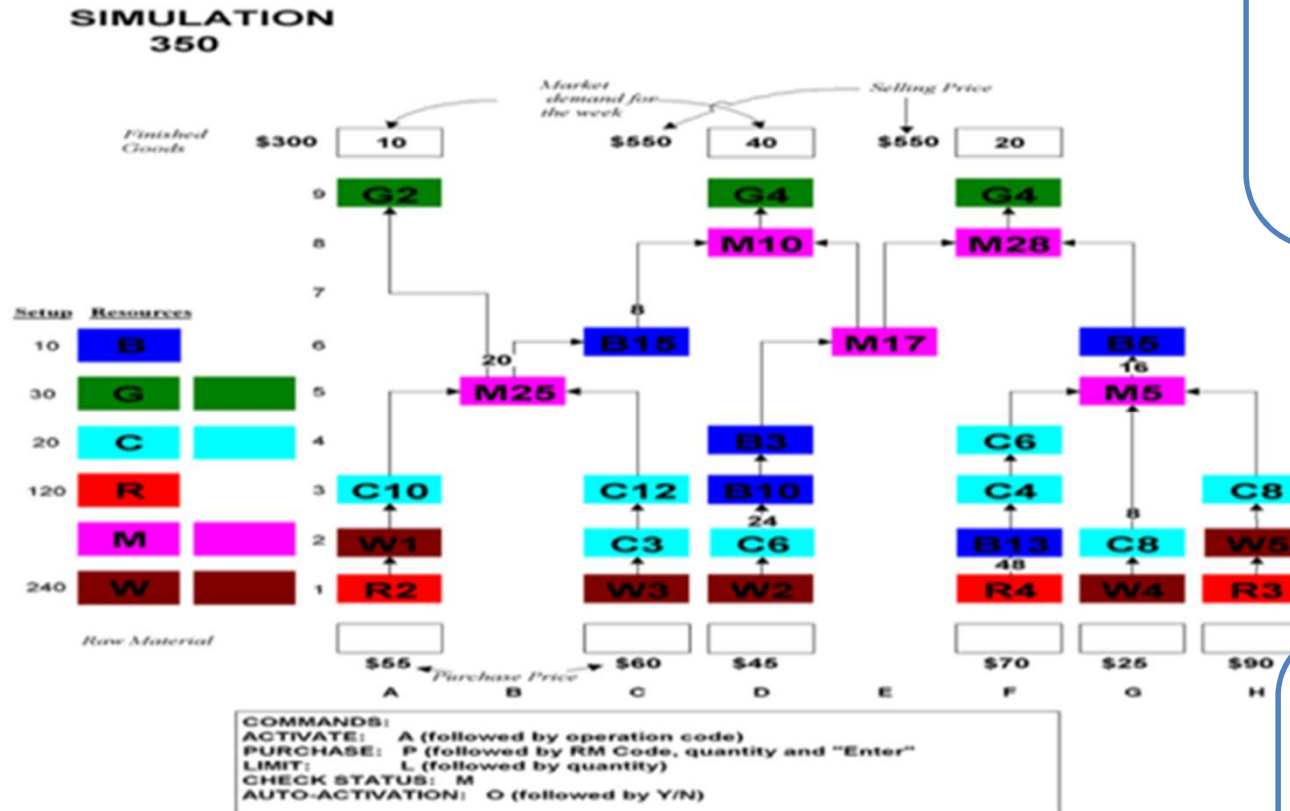 SIMULATION
350
Market
demand for
the week
Selling Price
Finished
Goods
$300 10 $550 40 $550 20
9 G2 G4 G4
8 M10 M28
7
8
Setup Resources
10 B 6 B15 M17 B5
20 16
30 G 5 M25 M5
20 C 4 B3 C6
120 R 3 C10 C12 B10 C4 C8
24 8
M 2 W1 C3 C6 B13 C8 W5
48
240 W 1 R2 W3 W2 R4 W4 R3
Raw Material
$55 Purchase Price $60 $45 $70 $25 $90
A B C D E F G H
COMMANDS:
ACTIVATE: A (followed by operation code)
PURCHASE: P (followed by RM Code, quantity and "Enter"
LIMIT: L (followed by quantity)
CHECK STATUS: M
AUTO-ACTIVATION: O (followed by Y/N)